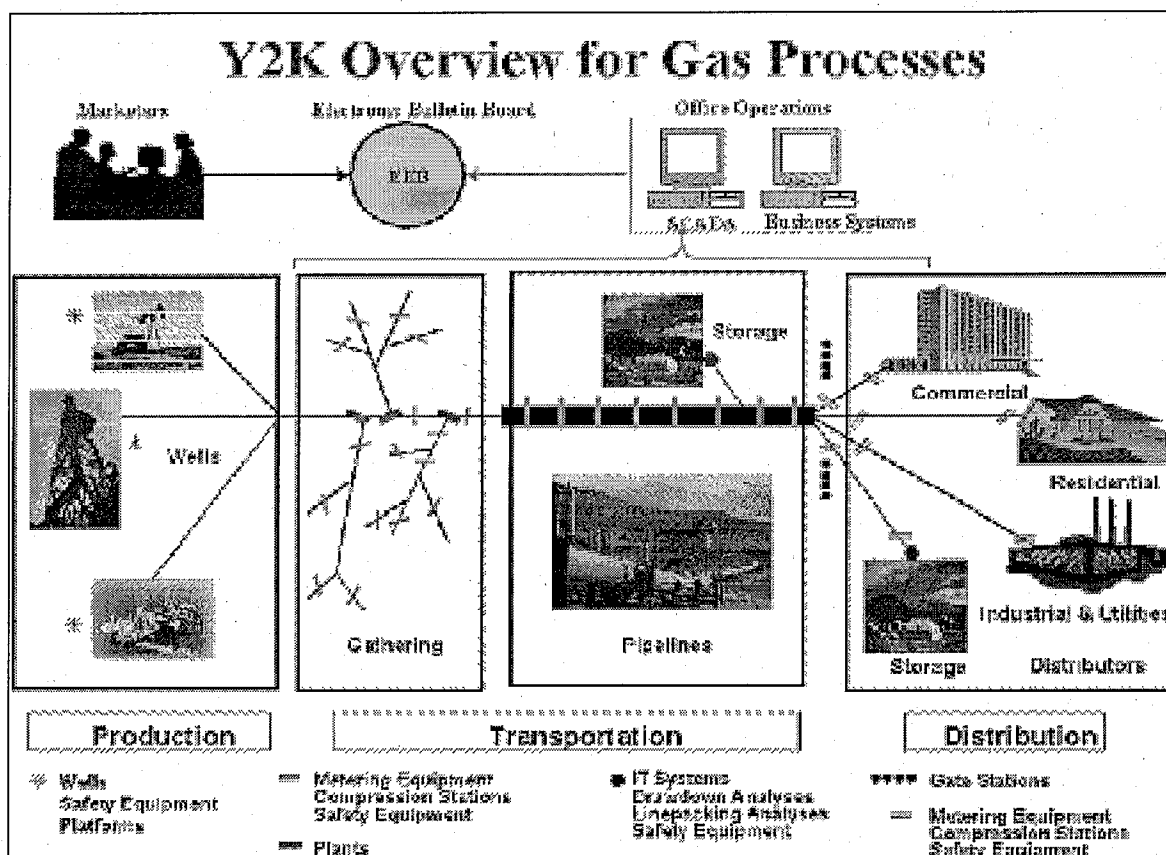 Y2K Overview for Gas Processes
Marketers
Electronic Bulletin Board
Office Operations
EBB
SCADA
Business Systems
Storage
Commercial
Wells
Residential
Industrial & Utilities
Gathering
Pipelines
Storage
Distributors
Production
Transportation
Distribution
Wells
Safety Equipment
Platforms
Metering Equipment
Compression Stations
Safety Equipment
Plants
IT Systems
Drawdown Analyses
Linepacking Analyses
Safety Equipment
Gate Stations
Metering Equipment
Compression Stations
Safety Equipment